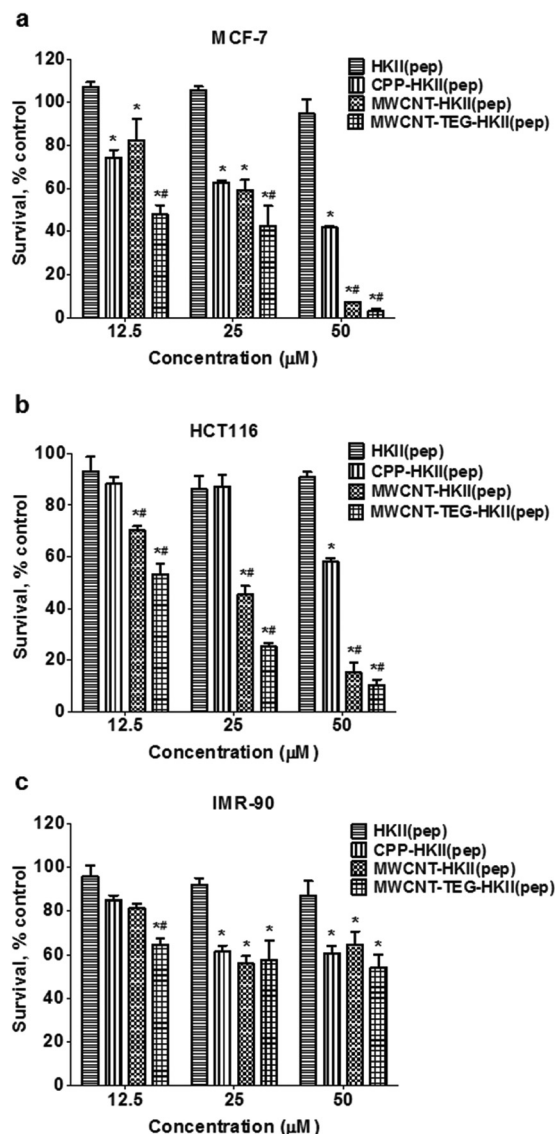 a
MCF-7
HKII(pep)
CPP-HKII(pep)
MWCNT-HKII(pep)
MWCNT-TEG-HKII(pep)
Survival, % control
120
100
80
60
40
20
0
* * *#
* * *#
* *# *#
12.5 25 50
Concentration (µM)
b
HCT116
HKII(pep)
CPP-HKII(pep)
MWCNT-HKII(pep)
MWCNT-TEG-HKII(pep)
Survival, % control
100
80
60
40
20
0
*# *#
*# *#
* *# *#
12.5 25 50
Concentration (µM)
c
IMR-90
HKII(pep)
CPP-HKII(pep)
MWCNT-HKII(pep)
MWCNT-TEG-HKII(pep)
Survival, % control
120
100
80
60
40
20
0
*#
* * *
* * *
12.5 25 50
Concentration (µM)